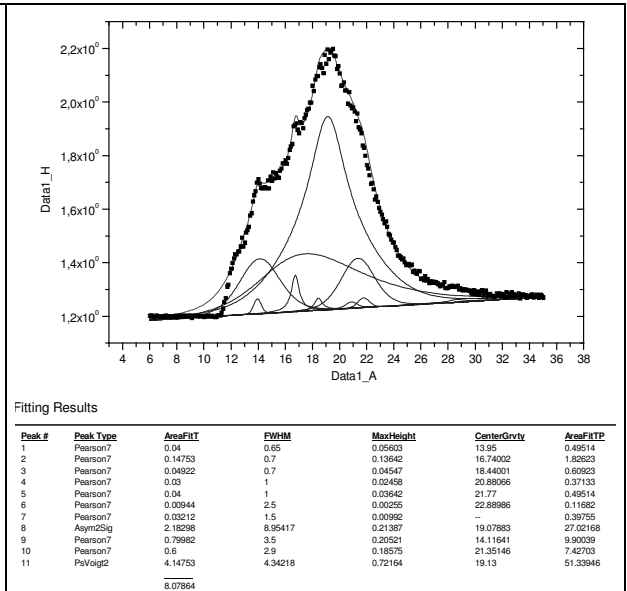 2,2x10⁰
2,0x10⁰
1,8x10⁰
1,6x10⁰
1,4x10⁰
1,2x10⁰
Data1_H
4 6 8 10 12 14 16 18 20 22 24 26 28 30 32 34 36 38
Data1_A
Fitting Results
Peak # Peak Type AreaFitT FWHM MaxHeight CenterGrvty AreaFitTP
1 Pearson7 0.04 0.65 0.05603 13.95 0.49514
2 Pearson7 0.14753 0.7 0.13642 16.74002 1.82623
3 Pearson7 0.04922 0.7 0.04547 18.44001 0.60923
4 Pearson7 0.03 1 0.02458 20.88066 0.37133
5 Pearson7 0.04 1 0.03642 21.77 0.49514
6 Pearson7 0.00944 2.5 0.00255 22.88986 0.11682
7 Pearson7 0.03212 1.5 0.00992 -- 0.39755
8 Asym2Sig 2.18298 8.95417 0.21387 19.07883 27.02168
9 Pearson7 0.79982 3.5 0.20521 14.11641 9.90039
10 Pearson7 0.6 2.9 0.18575 21.35146 7.42703
11 PsVoigt2 4.14753 4.34218 0.72164 19.13 51.33946
8.07864